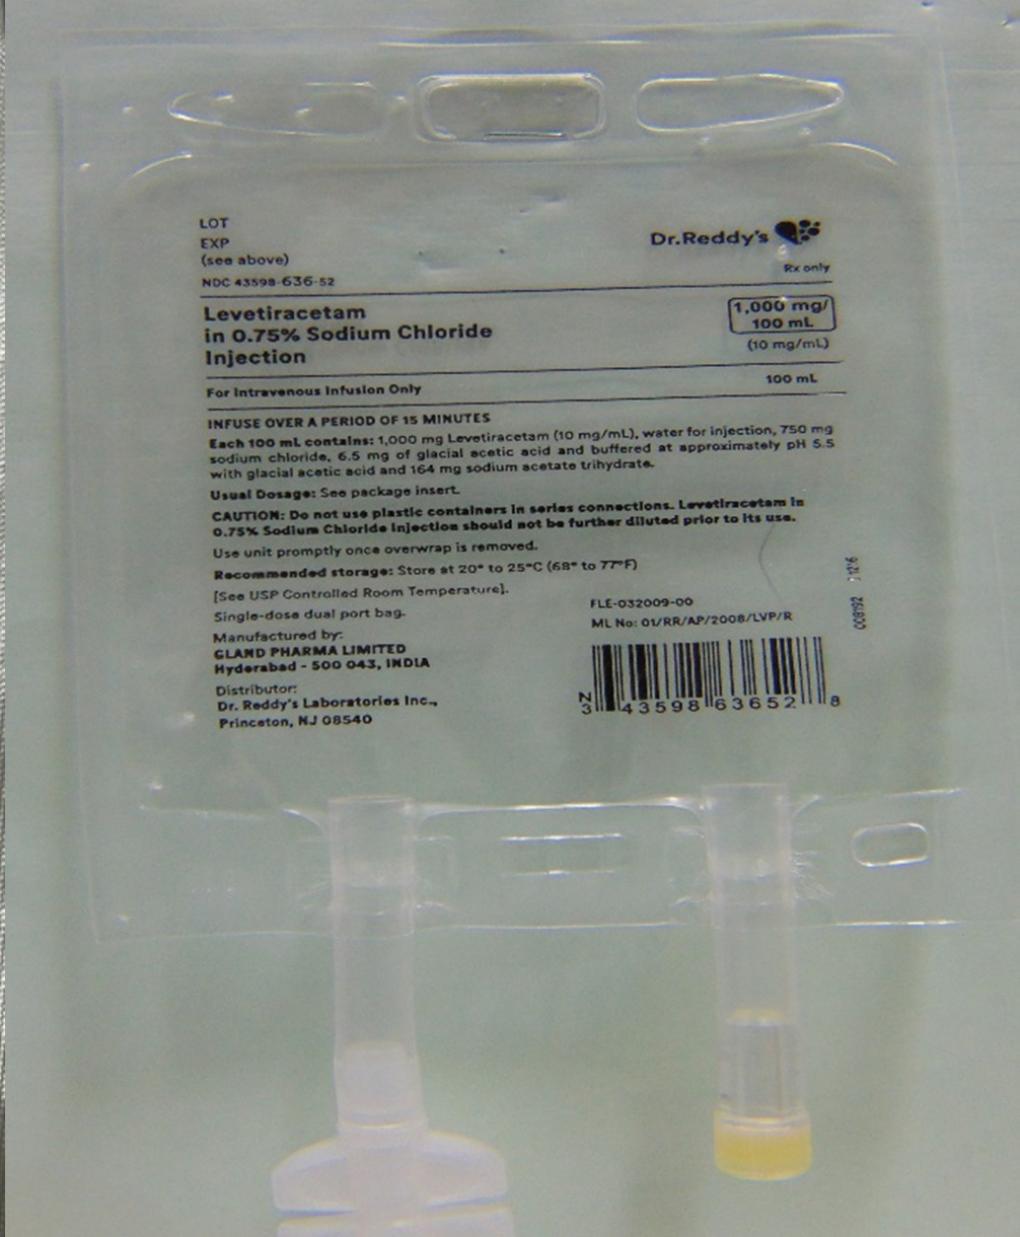 LOT
EXP
(see above)
NDC 43598-636-52
Dr.Reddy's
Rx only
Levetiracetam
in 0.75% Sodium Chloride
Injection
1,000 mg/
100 mL
(10 mg/mL)
For Intravenous Infusion Only
100 mL
INFUSE OVER A PERIOD OF 15 MINUTES
Each 100 mL contains: 1,000 mg Levetiracetam (10 mg/mL), water for injection, 750 mg
sodium chloride, 6.5 mg of glacial acetic acid and buffered at approximately pH 5.5
with glacial acetic acid and 164 mg sodium acetate trihydrate.
Usual Dosage: See package insert.
CAUTION: Do not use plastic containers in series connections. Levetiracetam in
0.75% Sodium Chloride Injection should not be further diluted prior to its use.
Use unit promptly once overwrap is removed.
Recommended storage: Store at 20° to 25°C (68° to 77°F)
[See USP Controlled Room Temperature].
Single-dose dual port bag.
Manufactured by:
GLAND PHARMA LIMITED
Hyderabad - 500 043, INDIA
Distributor:
Dr. Reddy's Laboratories Inc.,
Princeton, NJ 08540
FLE-032009-00
ML No: 01/RR/AP/2008/LVP/R
N
3 43598 63652 8